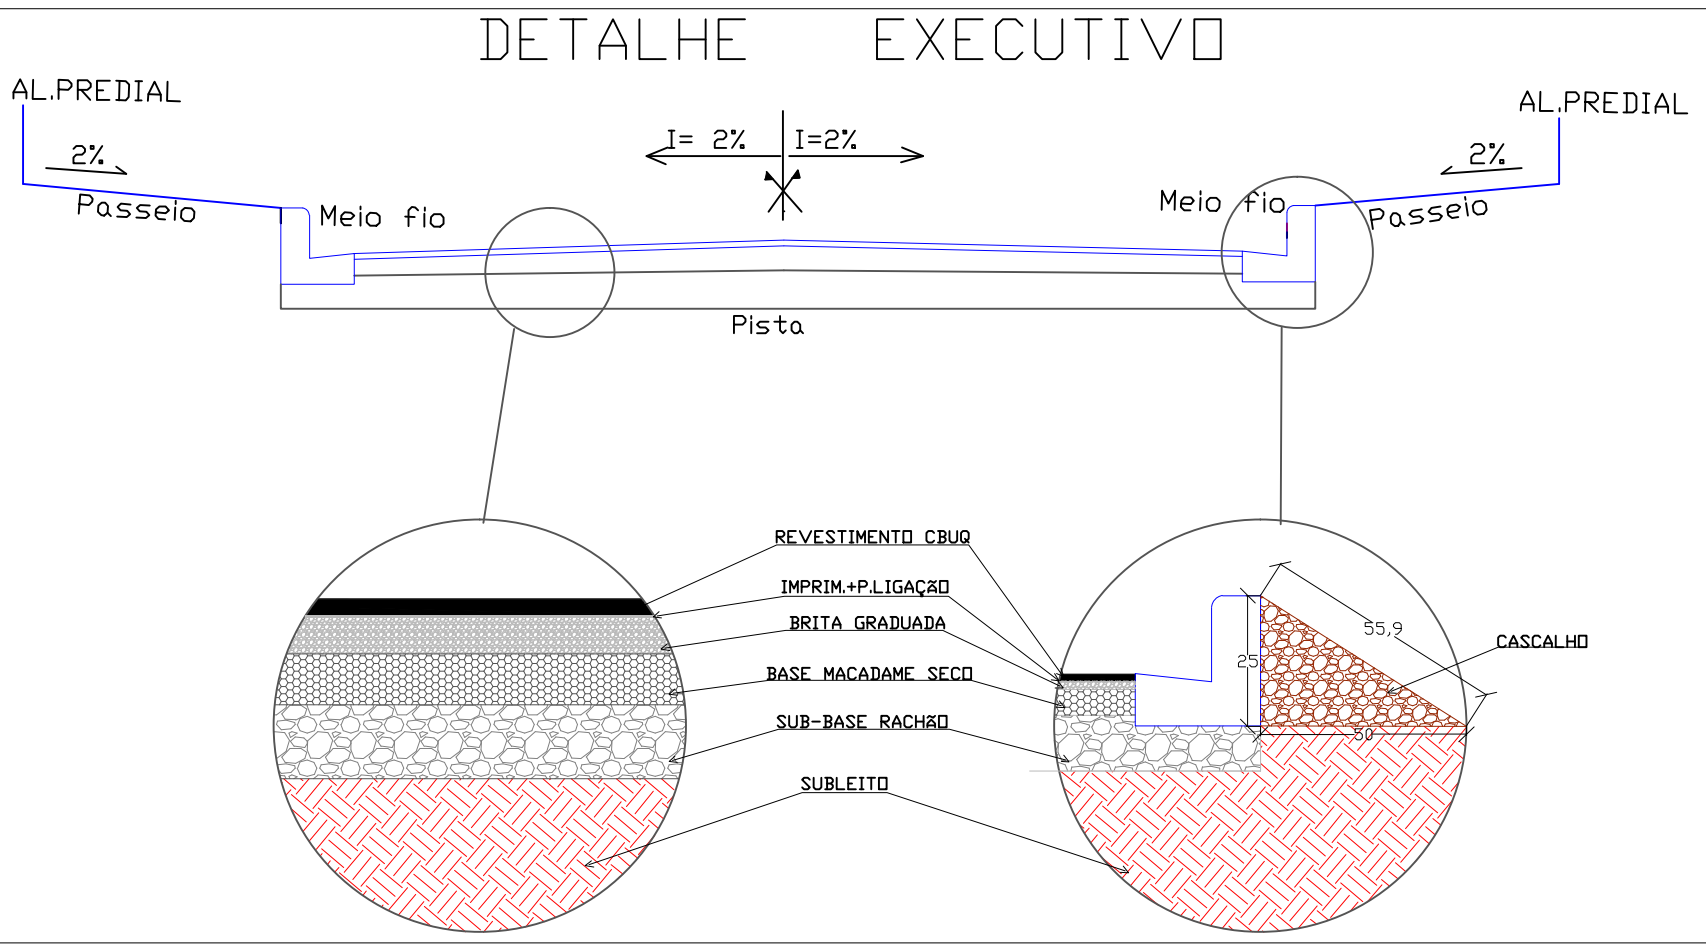 DETALHE EXECUTIVO
AL.PREDIAL
AL.PREDIAL
I= 2%
I=2%
2%
2%
Passeio
Meio fio
Meio fio
Passeio
Pista
REVESTIMENTO CBUQ
IMPRIM.+P.LIGAÇÃO
BRITA GRADUADA
BASE MACADAME SECO
SUB-BASE RACHÃO
SUBLEITO
55,9
CASCALHO
25
50